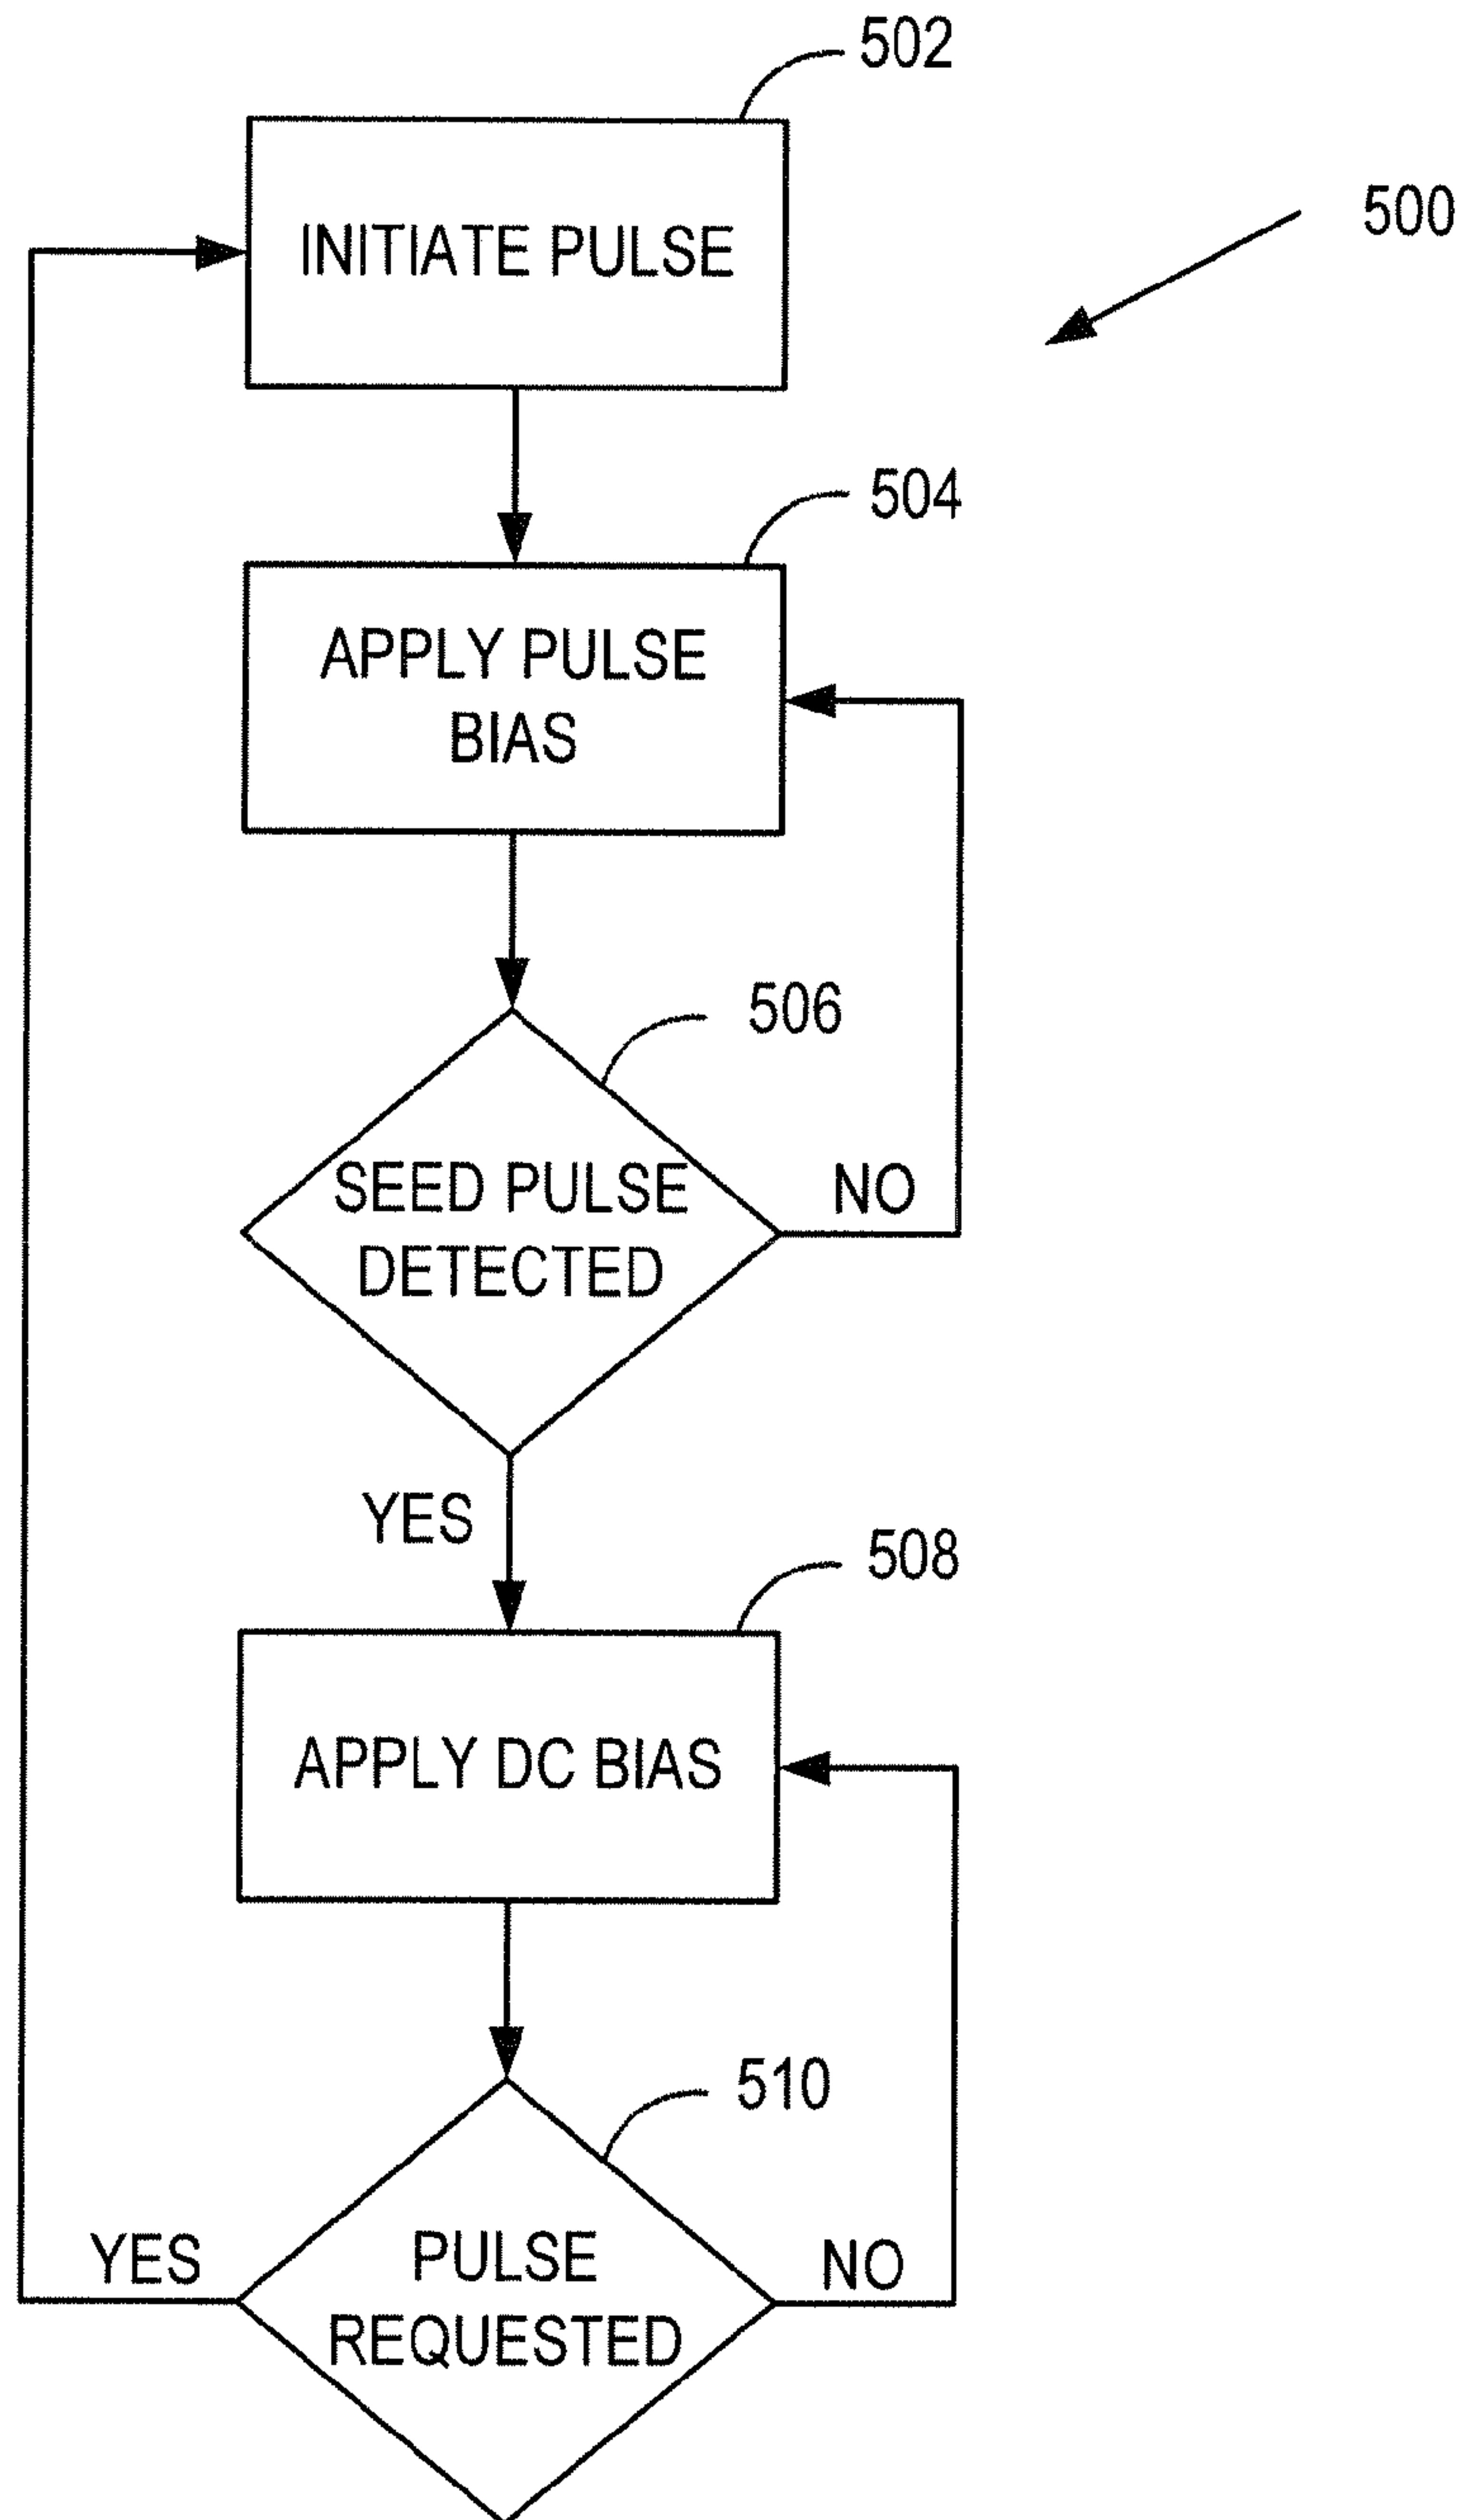 502
500
INITIATE PULSE
504
APPLY PULSE
BIAS
506
SEED PULSE
DETECTED
NO
YES
508
APPLY DC BIAS
510
YES
PULSE
REQUESTED
NO